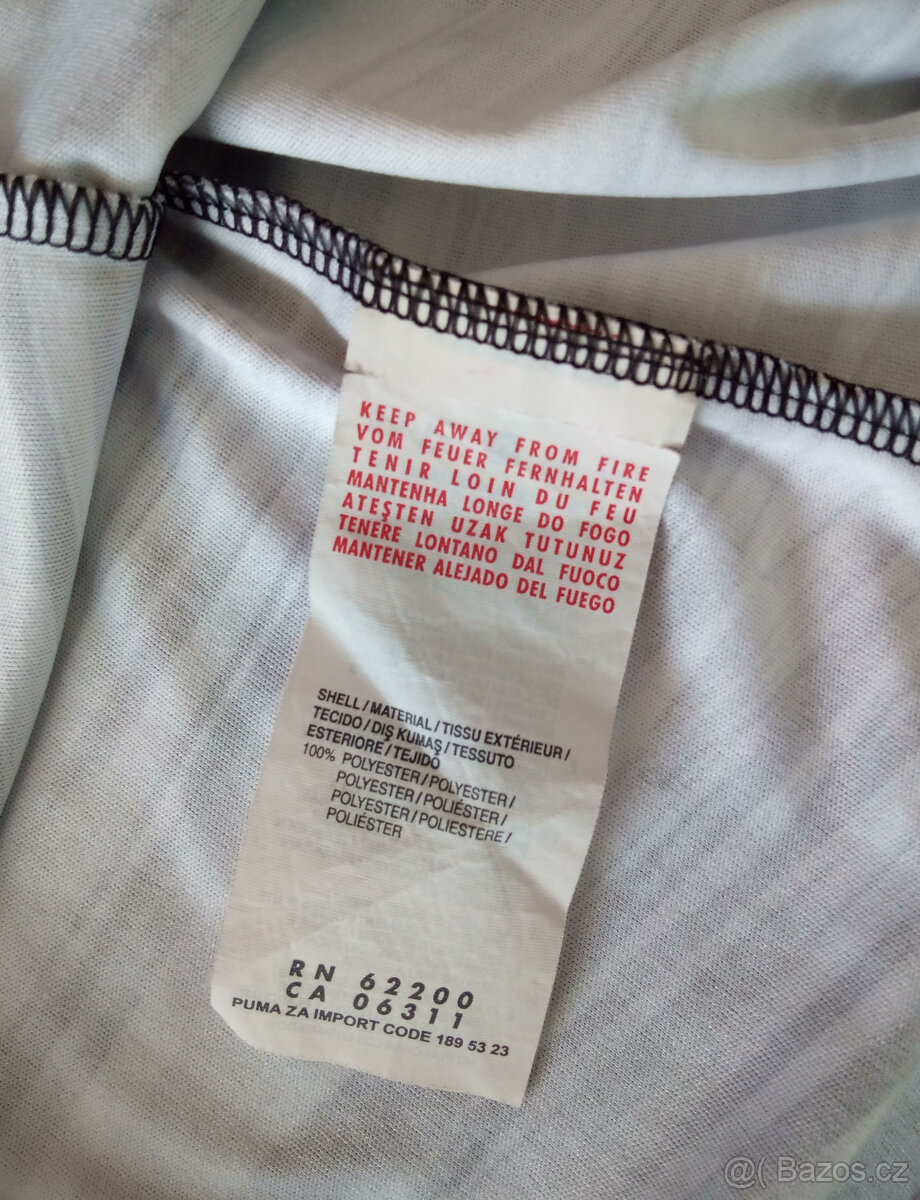 KEEP AWAY FROM FIRE
VOM FEUER FERNHALTEN
TENIR LOIN DU FEU
MANTENHA LONGE DO FOGO
ATEŞTEN UZAK TUTUNUZ
TENERE LONTANO DAL FUOCO
MANTENER ALEJADO DEL FUEGO
SHELL / MATERIAL / TISSU EXTÉRIEUR /
TECIDO / DIŞ KUMAŞ / TESSUTO
ESTERIORE / TEJIDO
100% POLYESTER / POLYESTER /
POLYESTER / POLIÉSTER /
POLYESTER / POLIESTERE /
POLIÉSTER
RN 62200
CA 06311
PUMA ZA IMPORT CODE 189 53 23
@( Bazos.cz